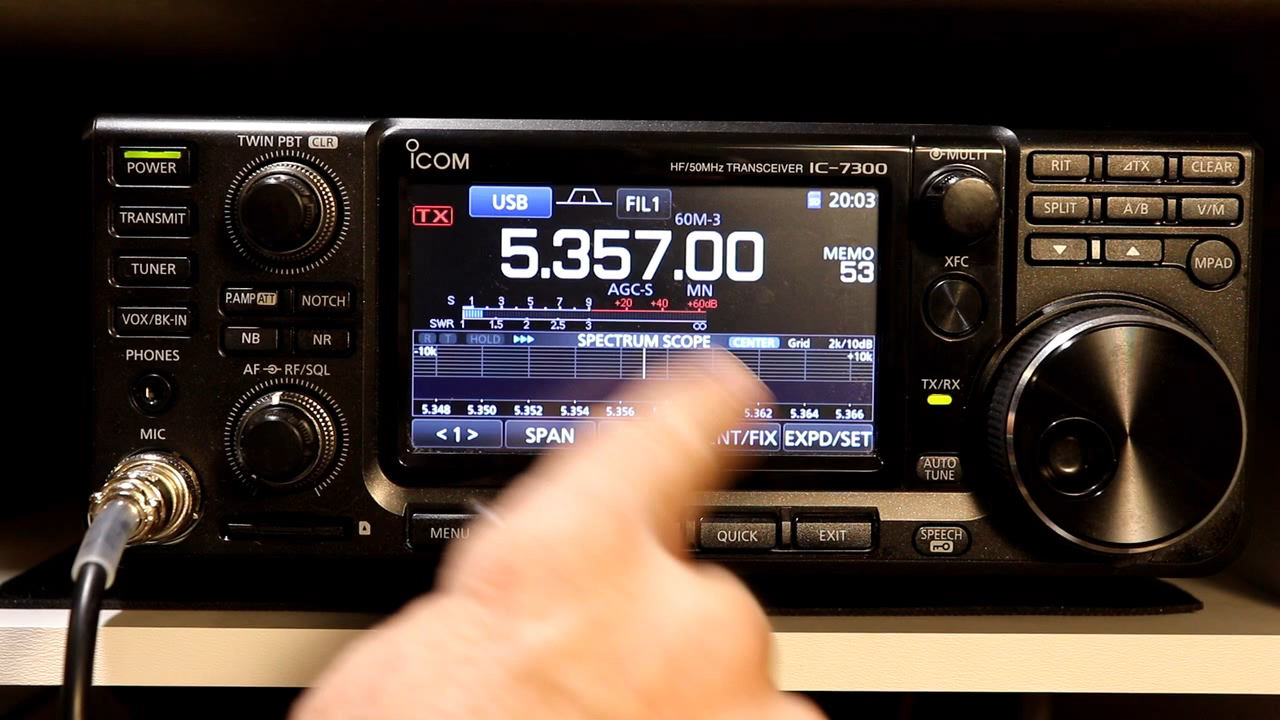 POWER
TRANSMIT
TUNER
VOX/BK-IN
PHONES
MIC
TWIN PBT CLR
P.AMP ATT NOTCH
NB NR
AF RF/SQL
ICOM
HF/50MHz TRANSCEIVER IC-7300
USB FIL1 20:03
TX
60M-3
5.357.00
MEMO
53
AGC-S MN
S 1 3 5 7 9 +20 +40 +60dB
SWR 1 1.5 2 2.5 3 ∞
R T HOLD SPECTRUM SCOPE CENTER Grid 2k/10dB
-10k +10k
5.348 5.350 5.352 5.354 5.356 5.362 5.364 5.366
< 1 > SPAN NT/FIX EXPD/SET
MENU QUICK EXIT
MULTI
XFC
TX/RX
AUTO TUNE
SPEECH
RIT ⊿TX CLEAR
SPLIT A/B V/M
MPAD